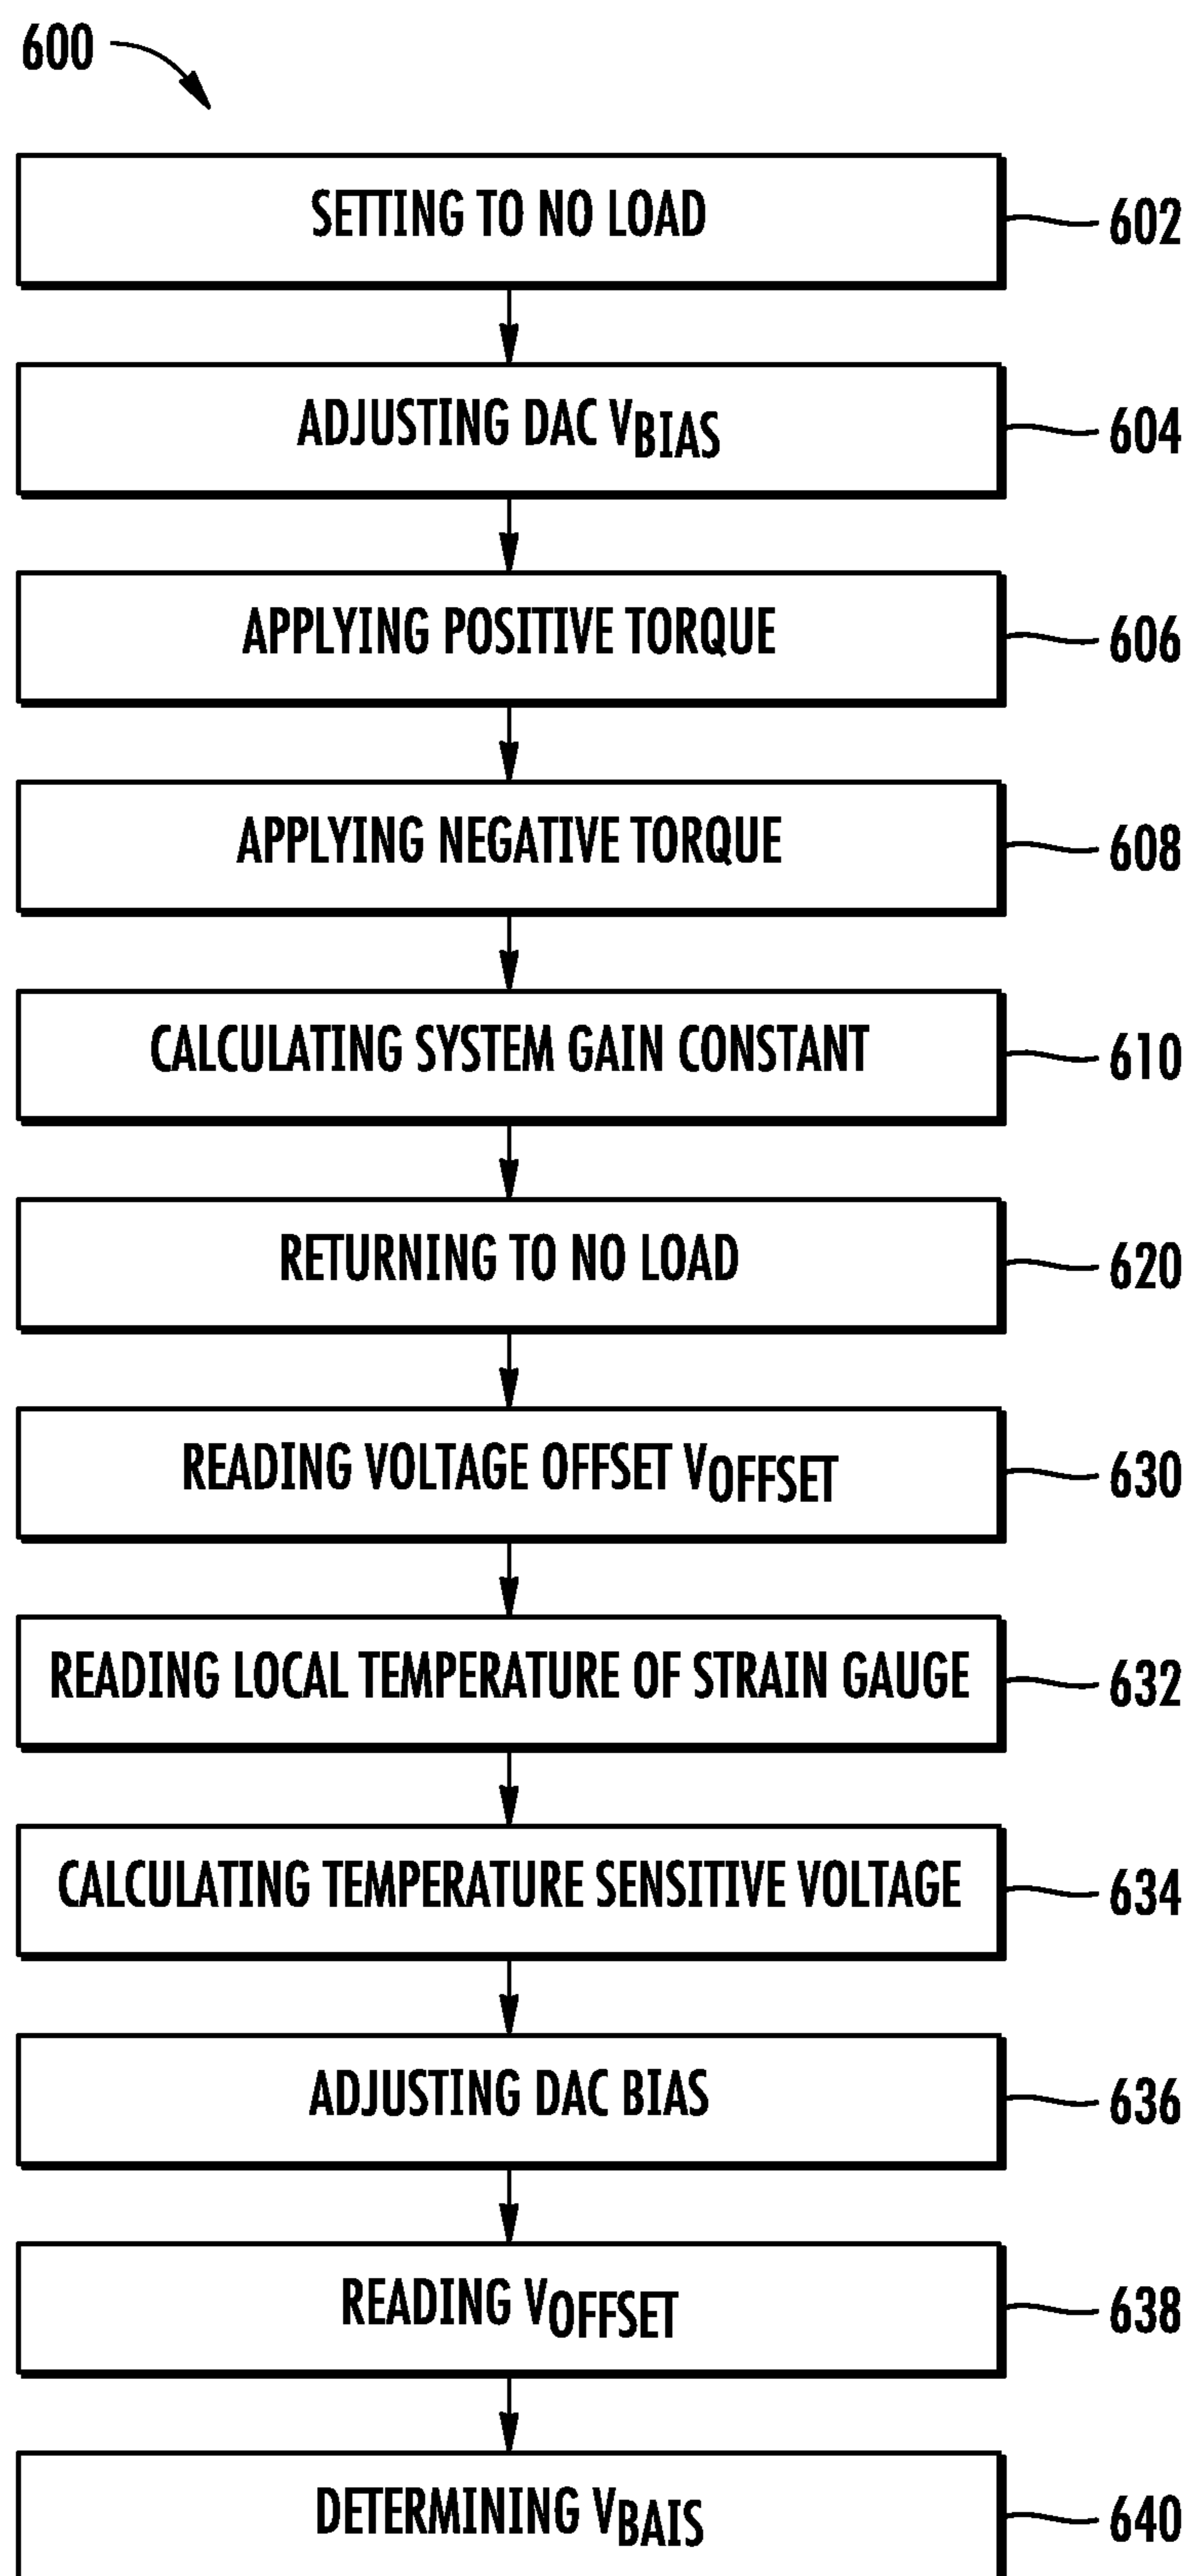 600
SETTING TO NO LOAD
602
ADJUSTING DAC VBIAS
604
APPLYING POSITIVE TORQUE
606
APPLYING NEGATIVE TORQUE
608
CALCULATING SYSTEM GAIN CONSTANT
610
RETURNING TO NO LOAD
620
READING VOLTAGE OFFSET VOFFSET
630
READING LOCAL TEMPERATURE OF STRAIN GAUGE
632
CALCULATING TEMPERATURE SENSITIVE VOLTAGE
634
ADJUSTING DAC BIAS
636
READING VOFFSET
638
DETERMINING VBAIS
640